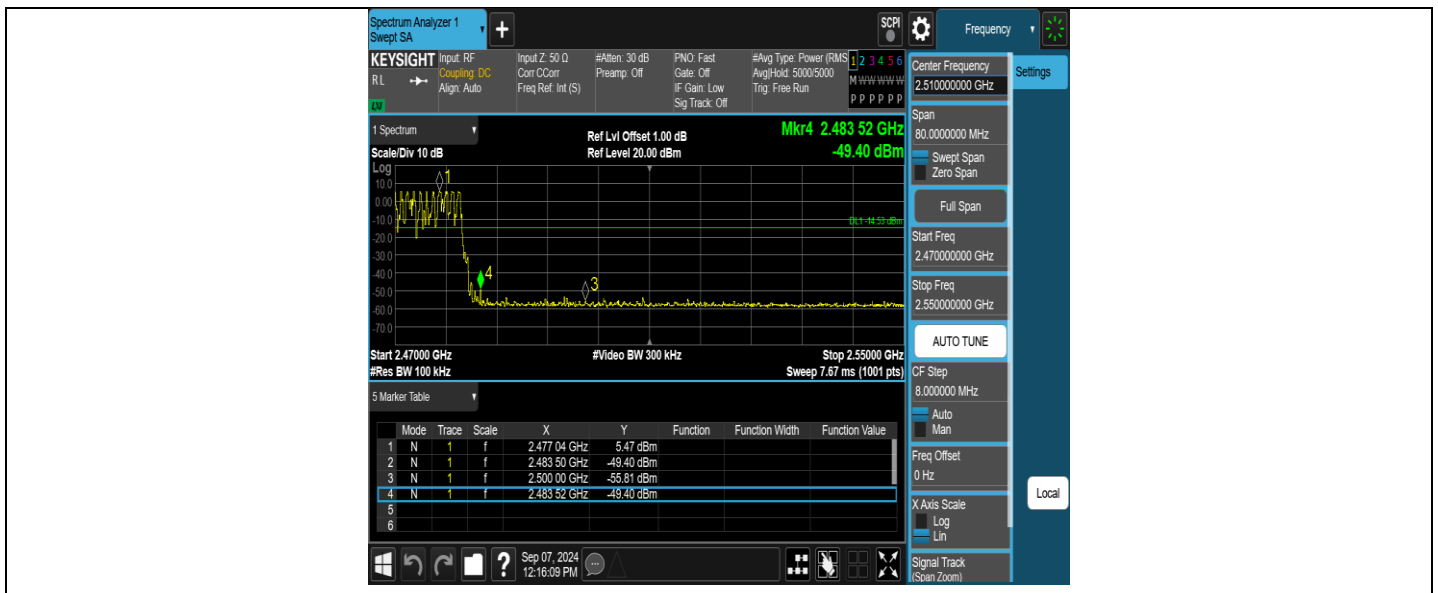 Spectrum Analyzer 1
Swept SA
+
SCPI
Frequency
KEYSIGHT
RL
LXI
Input: RF
Coupling: DC
Align: Auto
Input Z: 50 Ω
Corr CCorr
Freq Ref: Int (S)
#Atten: 30 dB
Preamp: Off
PNO: Fast
Gate: Off
IF Gain: Low
Sig Track: Off
#Avg Type: Power (RMS
Avg|Hold: 5000/5000
Trig: Free Run
1 2 3 4 5 6
M W W W W W
P P P P P P
1 Spectrum
Scale/Div 10 dB
Ref Lvl Offset 1.00 dB
Ref Level 20.00 dBm
Mkr4 2.483 52 GHz
-49.40 dBm
Log
10.0
0.00
-10.0
-20.0
-30.0
-40.0
-50.0
-60.0
-70.0
1
4
3
DL1 -14.53 dBm
Start 2.47000 GHz
#Video BW 300 kHz
Stop 2.55000 GHz
#Res BW 100 kHz
Sweep 7.67 ms (1001 pts)
5 Marker Table
Mode Trace Scale X Y Function Function Width Function Value
1 N 1 f 2.477 04 GHz 5.47 dBm
2 N 1 f 2.483 50 GHz -49.40 dBm
3 N 1 f 2.500 00 GHz -55.81 dBm
4 N 1 f 2.483 52 GHz -49.40 dBm
5
6
?
Sep 07, 2024
12:16:09 PM
Center Frequency
2.510000000 GHz
Settings
Span
80.0000000 MHz
Swept Span
Zero Span
Full Span
Start Freq
2.470000000 GHz
Stop Freq
2.550000000 GHz
AUTO TUNE
CF Step
8.000000 MHz
Auto
Man
Freq Offset
0 Hz
X Axis Scale
Log
Lin
Signal Track
(Span Zoom)
Local